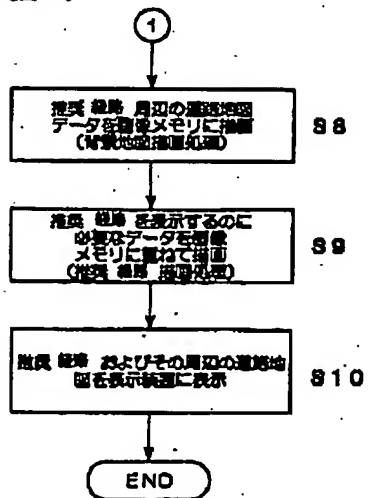 1
推奨 経路 周辺の道路地図
データを画像メモリに描画
(背景地図描画処理)
S8
推奨 経路 を表示するのに
必要なデータを画像
メモリに重ねて描画
(推奨 経路 描画処理)
S9
推奨 経路 およびその周辺の道路地
図を表示装置に表示
S10
END